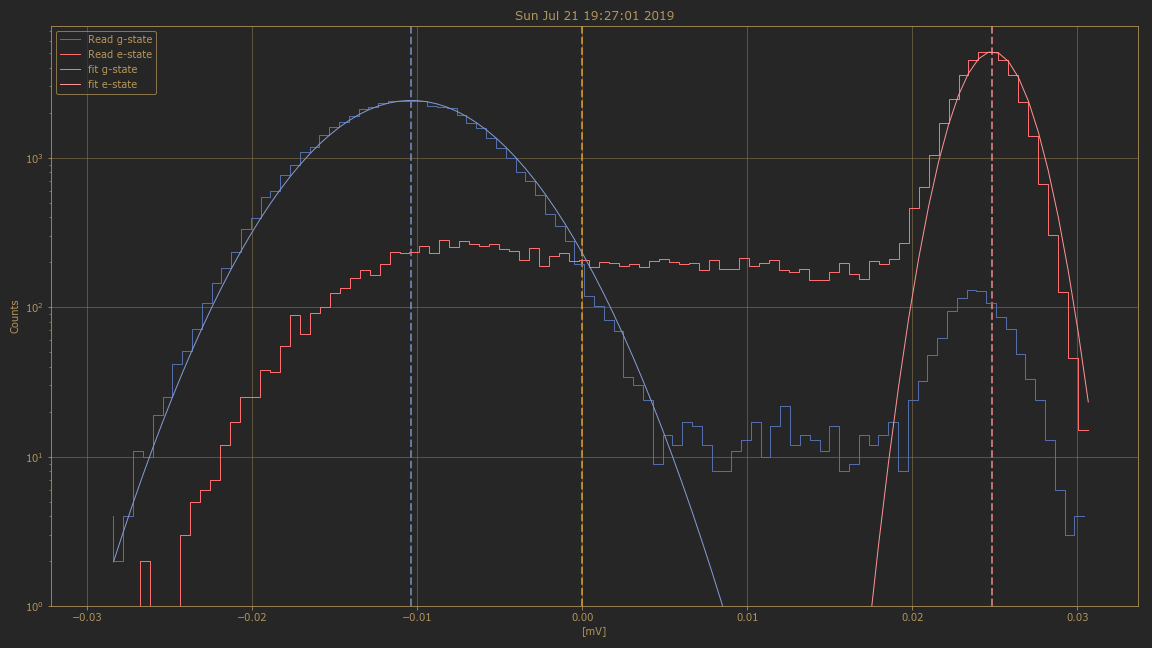 Sun Jul 21 19:27:01 2019
Read g-state
Read e-state
fit g-state
fit e-state
Counts
10³
10²
10¹
10⁰
−0.03 −0.02 −0.01 0.00 0.01 0.02 0.03
[mV]